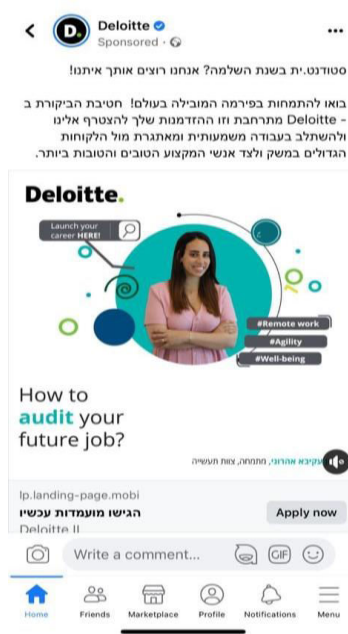 Deloitte
Sponsored ·
סטודנט.ית בשנת השלמה? אנחנו רוצים אותך איתנו!
בואו להתמחות בפירמה המובילה בעולם! חטיבת הביקורת ב
- Deloitte מתרחבת וזו ההזדמנות שלך להצטרף אלינו
ולהשתלב בעבודה משמעותית ומאתגרת מול הלקוחות
הגדולים במשק ולצד אנשי המקצוע הטובים והטובות ביותר.
Deloitte.
Launch your
career HERE!
#Remote work
#Agility
#Well-being
How to
audit your
future job?
עקיבא אהרוני, מתמחה, צוות תעשייה
lp.landing-page.mobi
הגישו מועמדות עכשיו
Apply now
Deloitte Il
Write a comment...
GIF
Home
Friends
Marketplace
Profile
Notifications
Menu